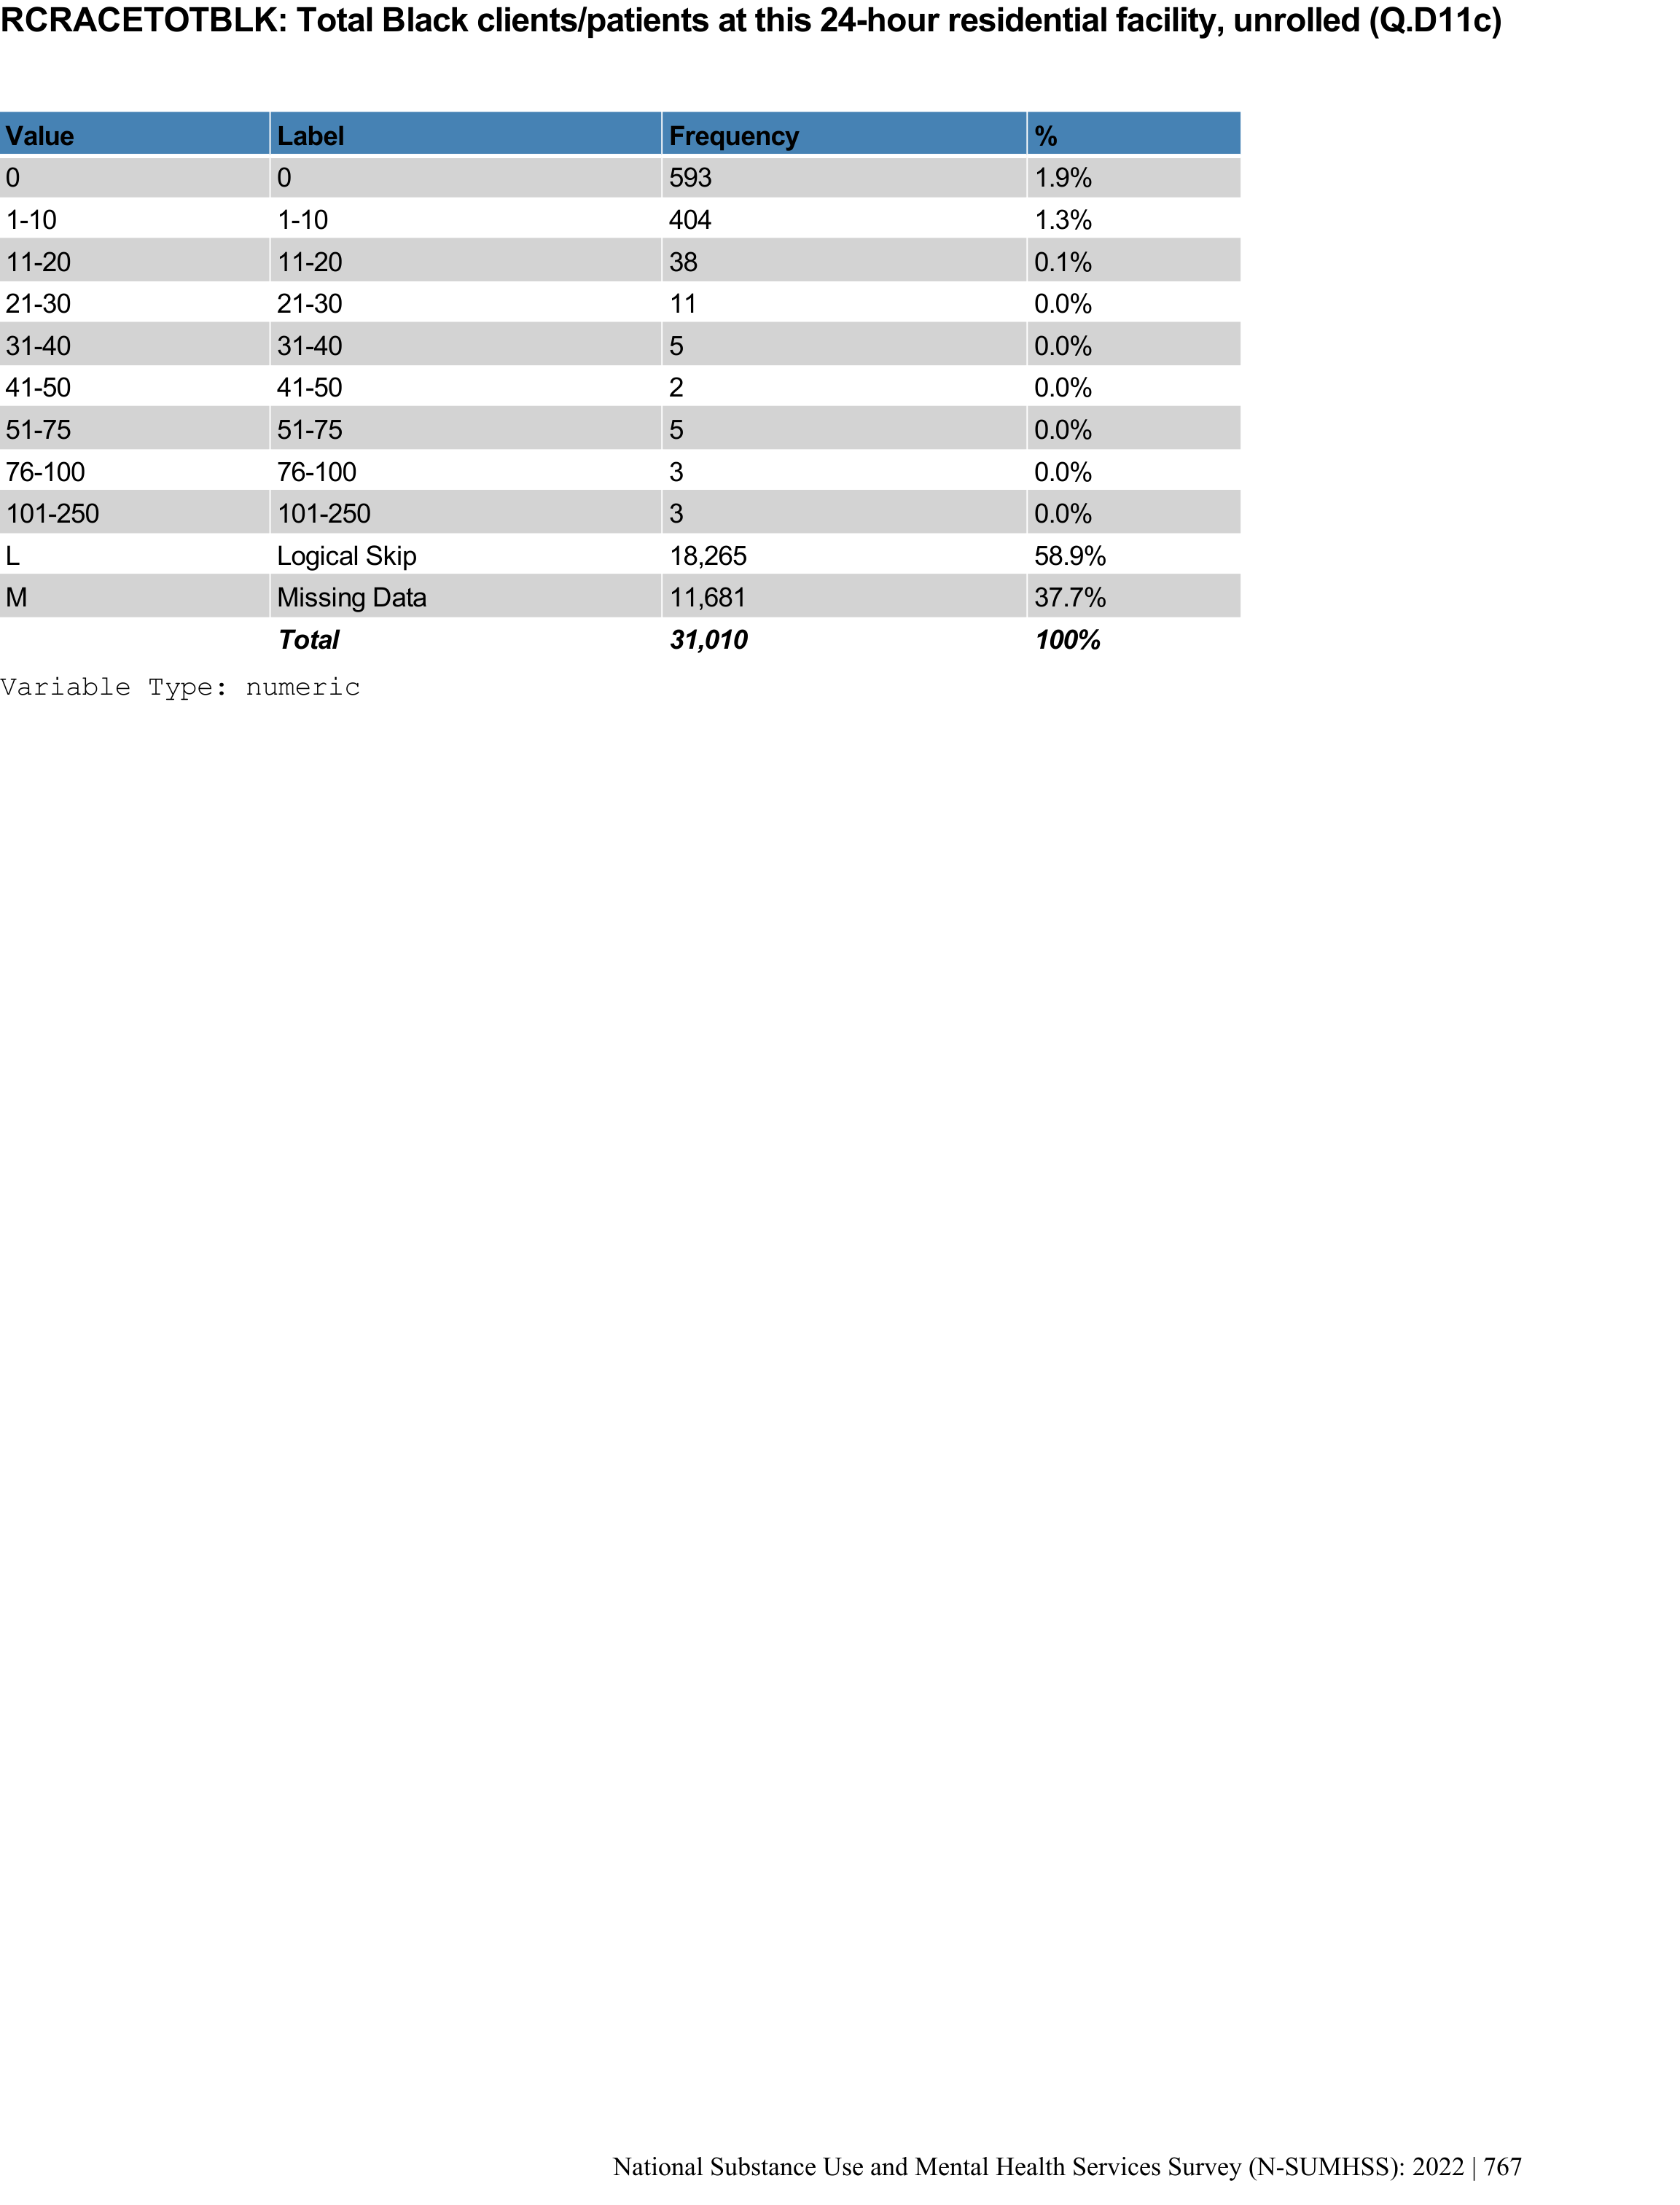 RCRACETOTBLK: Total Black clients/patients at this 24-hour residential facility, unrolled (Q.D11c)
Value Label Frequency %
0 0 593 1.9%
1-10 1-10 404 1.3%
11-20 11-20 38 0.1%
21-30 21-30 11 0.0%
31-40 31-40 5 0.0%
41-50 41-50 2 0.0%
51-75 51-75 5 0.0%
76-100 76-100 3 0.0%
101-250 101-250 3 0.0%
L Logical Skip 18,265 58.9%
M Missing Data 11,681 37.7%
Total 31,010 100%
Variable Type: numeric
National Substance Use and Mental Health Services Survey (N-SUMHSS): 2022 | 767